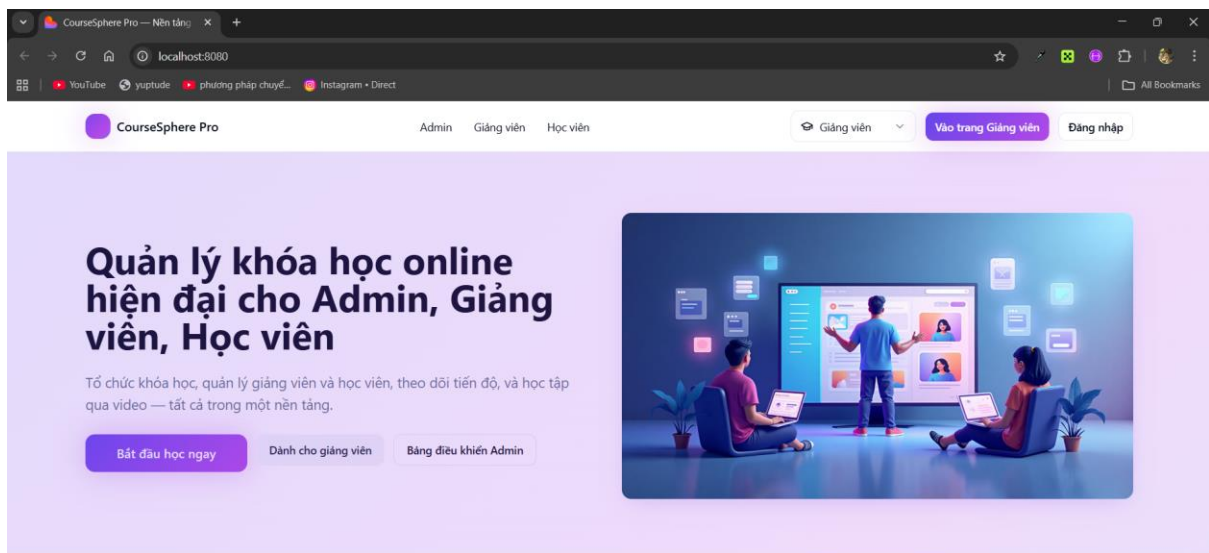 CourseSphere Pro — Nền tảng
localhost:8080
YouTube
yuptude
phương pháp chuyể...
Instagram • Direct
All Bookmarks
CourseSphere Pro
Admin
Giảng viên
Học viên
Giảng viên
Vào trang Giảng viên
Đăng nhập
Quản lý khóa học online
hiện đại cho Admin, Giảng
viên, Học viên
Tổ chức khóa học, quản lý giảng viên và học viên, theo dõi tiến độ, và học tập
qua video — tất cả trong một nền tảng.
Bắt đầu học ngay
Dành cho giảng viên
Bảng điều khiển Admin